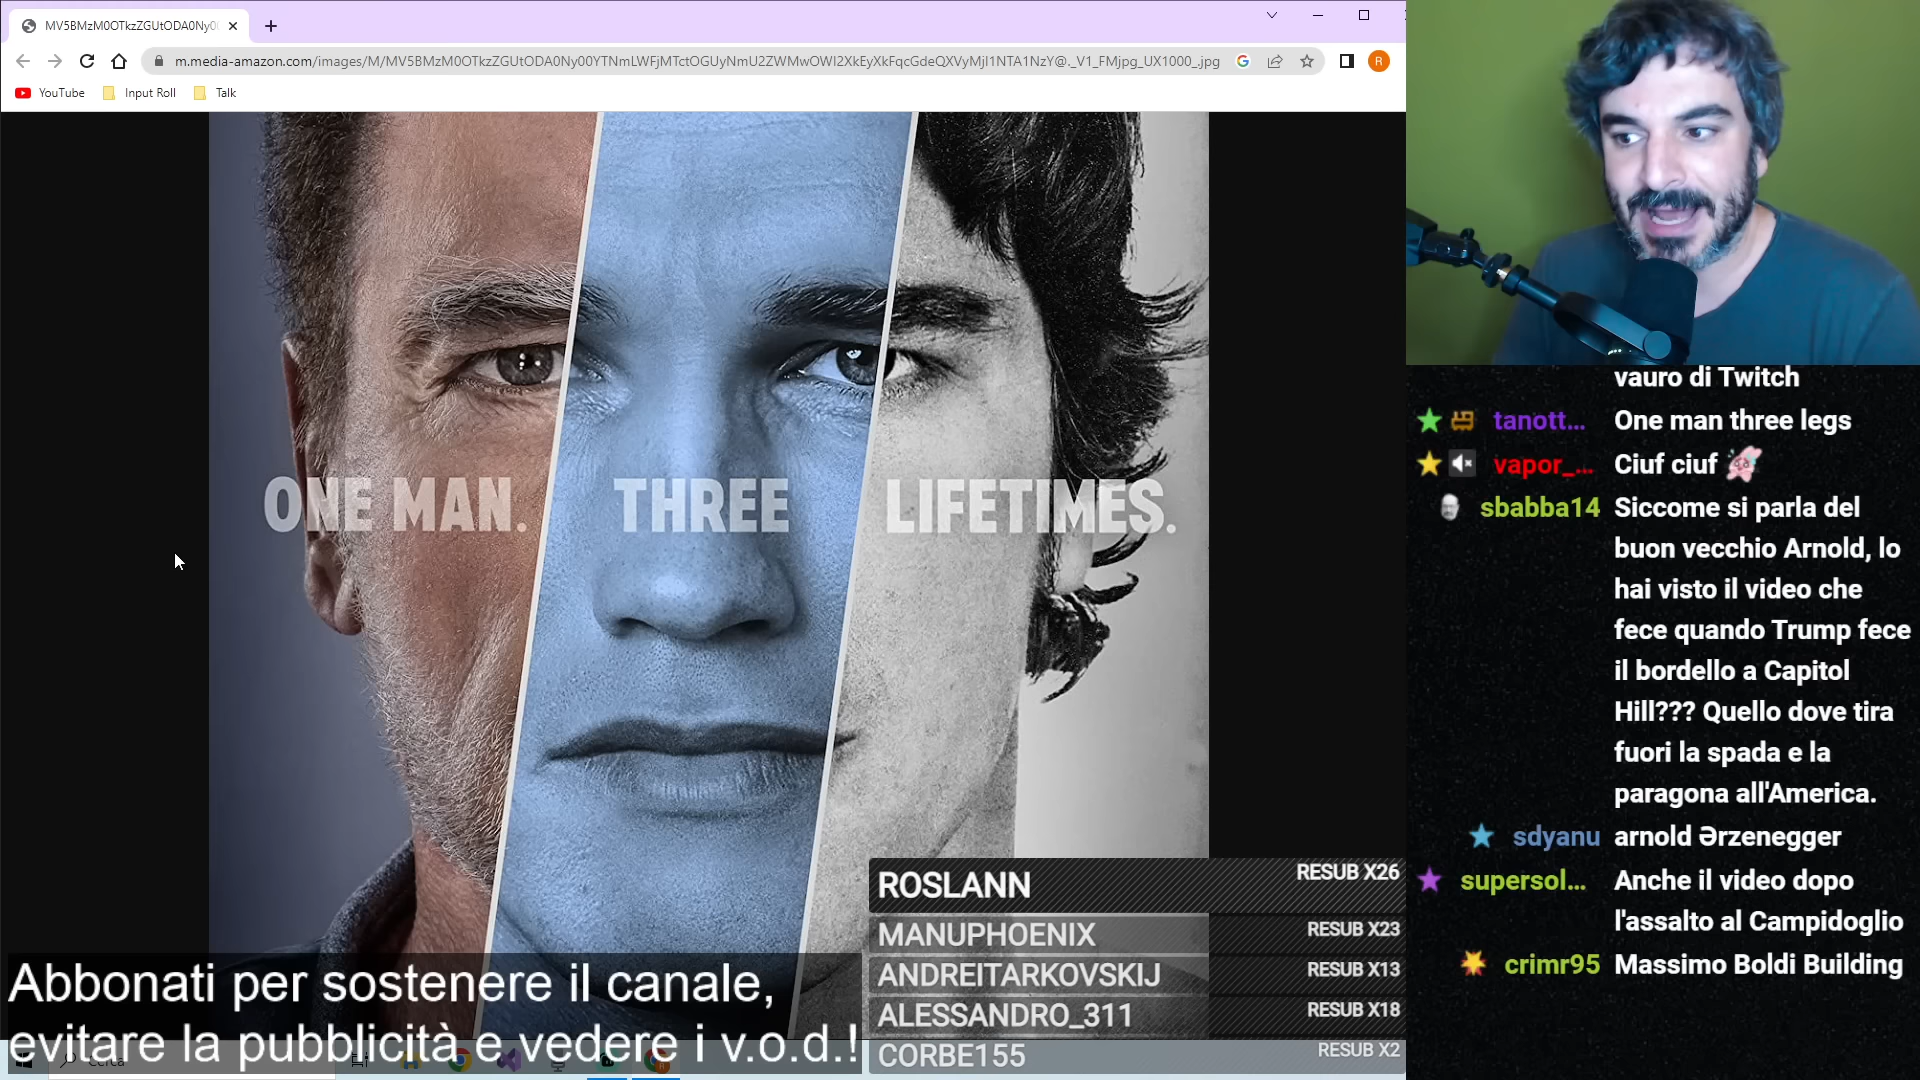 MV5BMzM0OTkzZGUtODA0Ny0
m.media-amazon.com/images/M/MV5BMzM0OTkzZGUtODA0Ny00YTNmLWFjMTctOGUyNmU2ZWMwOWI2XkEyXkFqcGdeQXVyMjI1NTA1NzY@._V1_FMjpg_UX1000_.jpg
R
YouTube Input Roll Talk
ONE MAN. THREE LIFETIMES.
vauro di Twitch
tanott... One man three legs
vapor_... Ciuf ciuf
sbabba14 Siccome si parla del
buon vecchio Arnold, lo
hai visto il video che
fece quando Trump fece
il bordello a Capitol
Hill??? Quello dove tira
fuori la spada e la
paragona all'America.
sdyanu arnold Ərzenegger
supersol... Anche il video dopo
l'assalto al Campidoglio
crimr95 Massimo Boldi Building
ROSLANN RESUB X26
MANUPHOENIX RESUB X23
ANDREITARKOVSKIJ RESUB X13
ALESSANDRO_311 RESUB X18
CORBE155 RESUB X2
Abbonati per sostenere il canale,
evitare la pubblicità e vedere i v.o.d.!
Cerca